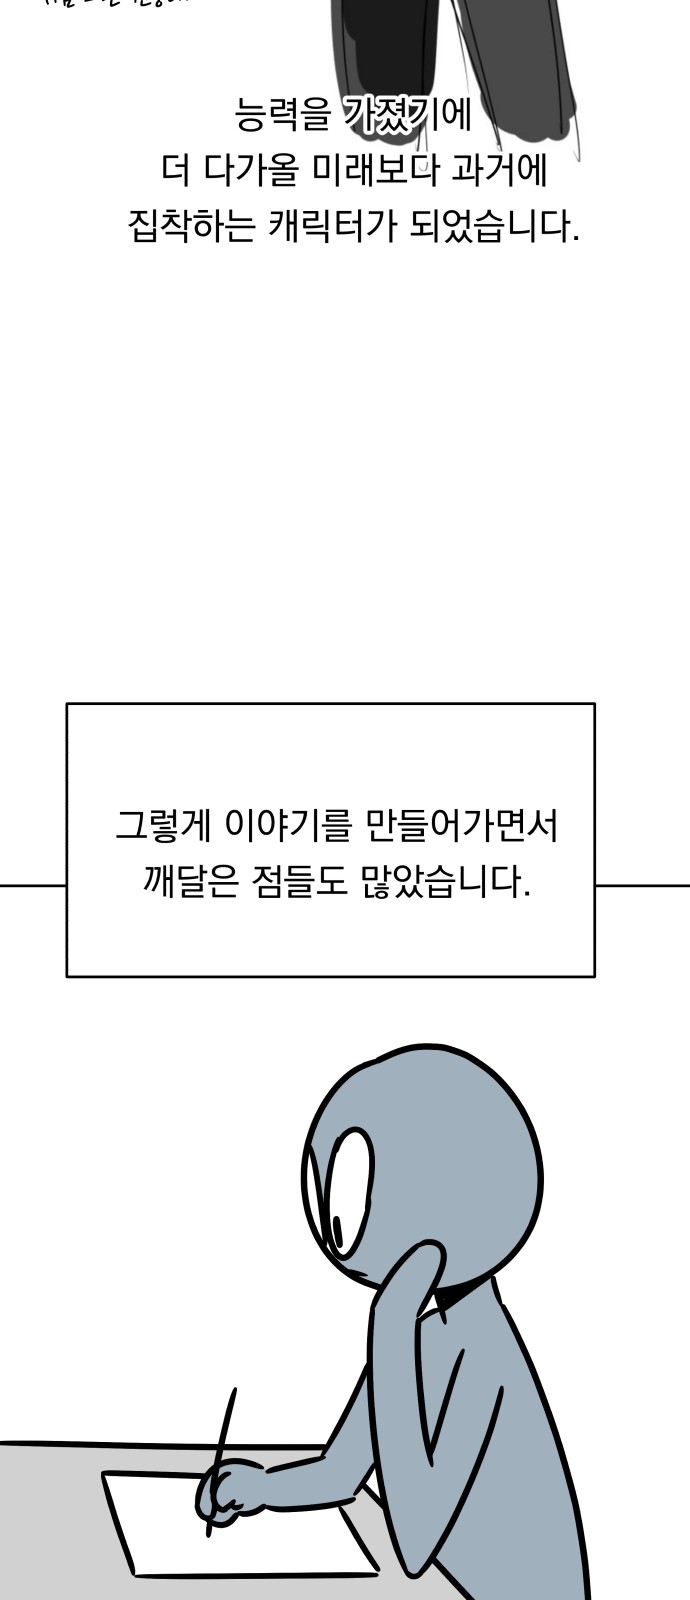 능력을 가졌기에
더 다가올 미래보다 과거에
집착하는 캐릭터가 되었습니다.
그렇게 이야기를 만들어가면서
깨달은 점들도 많았습니다.